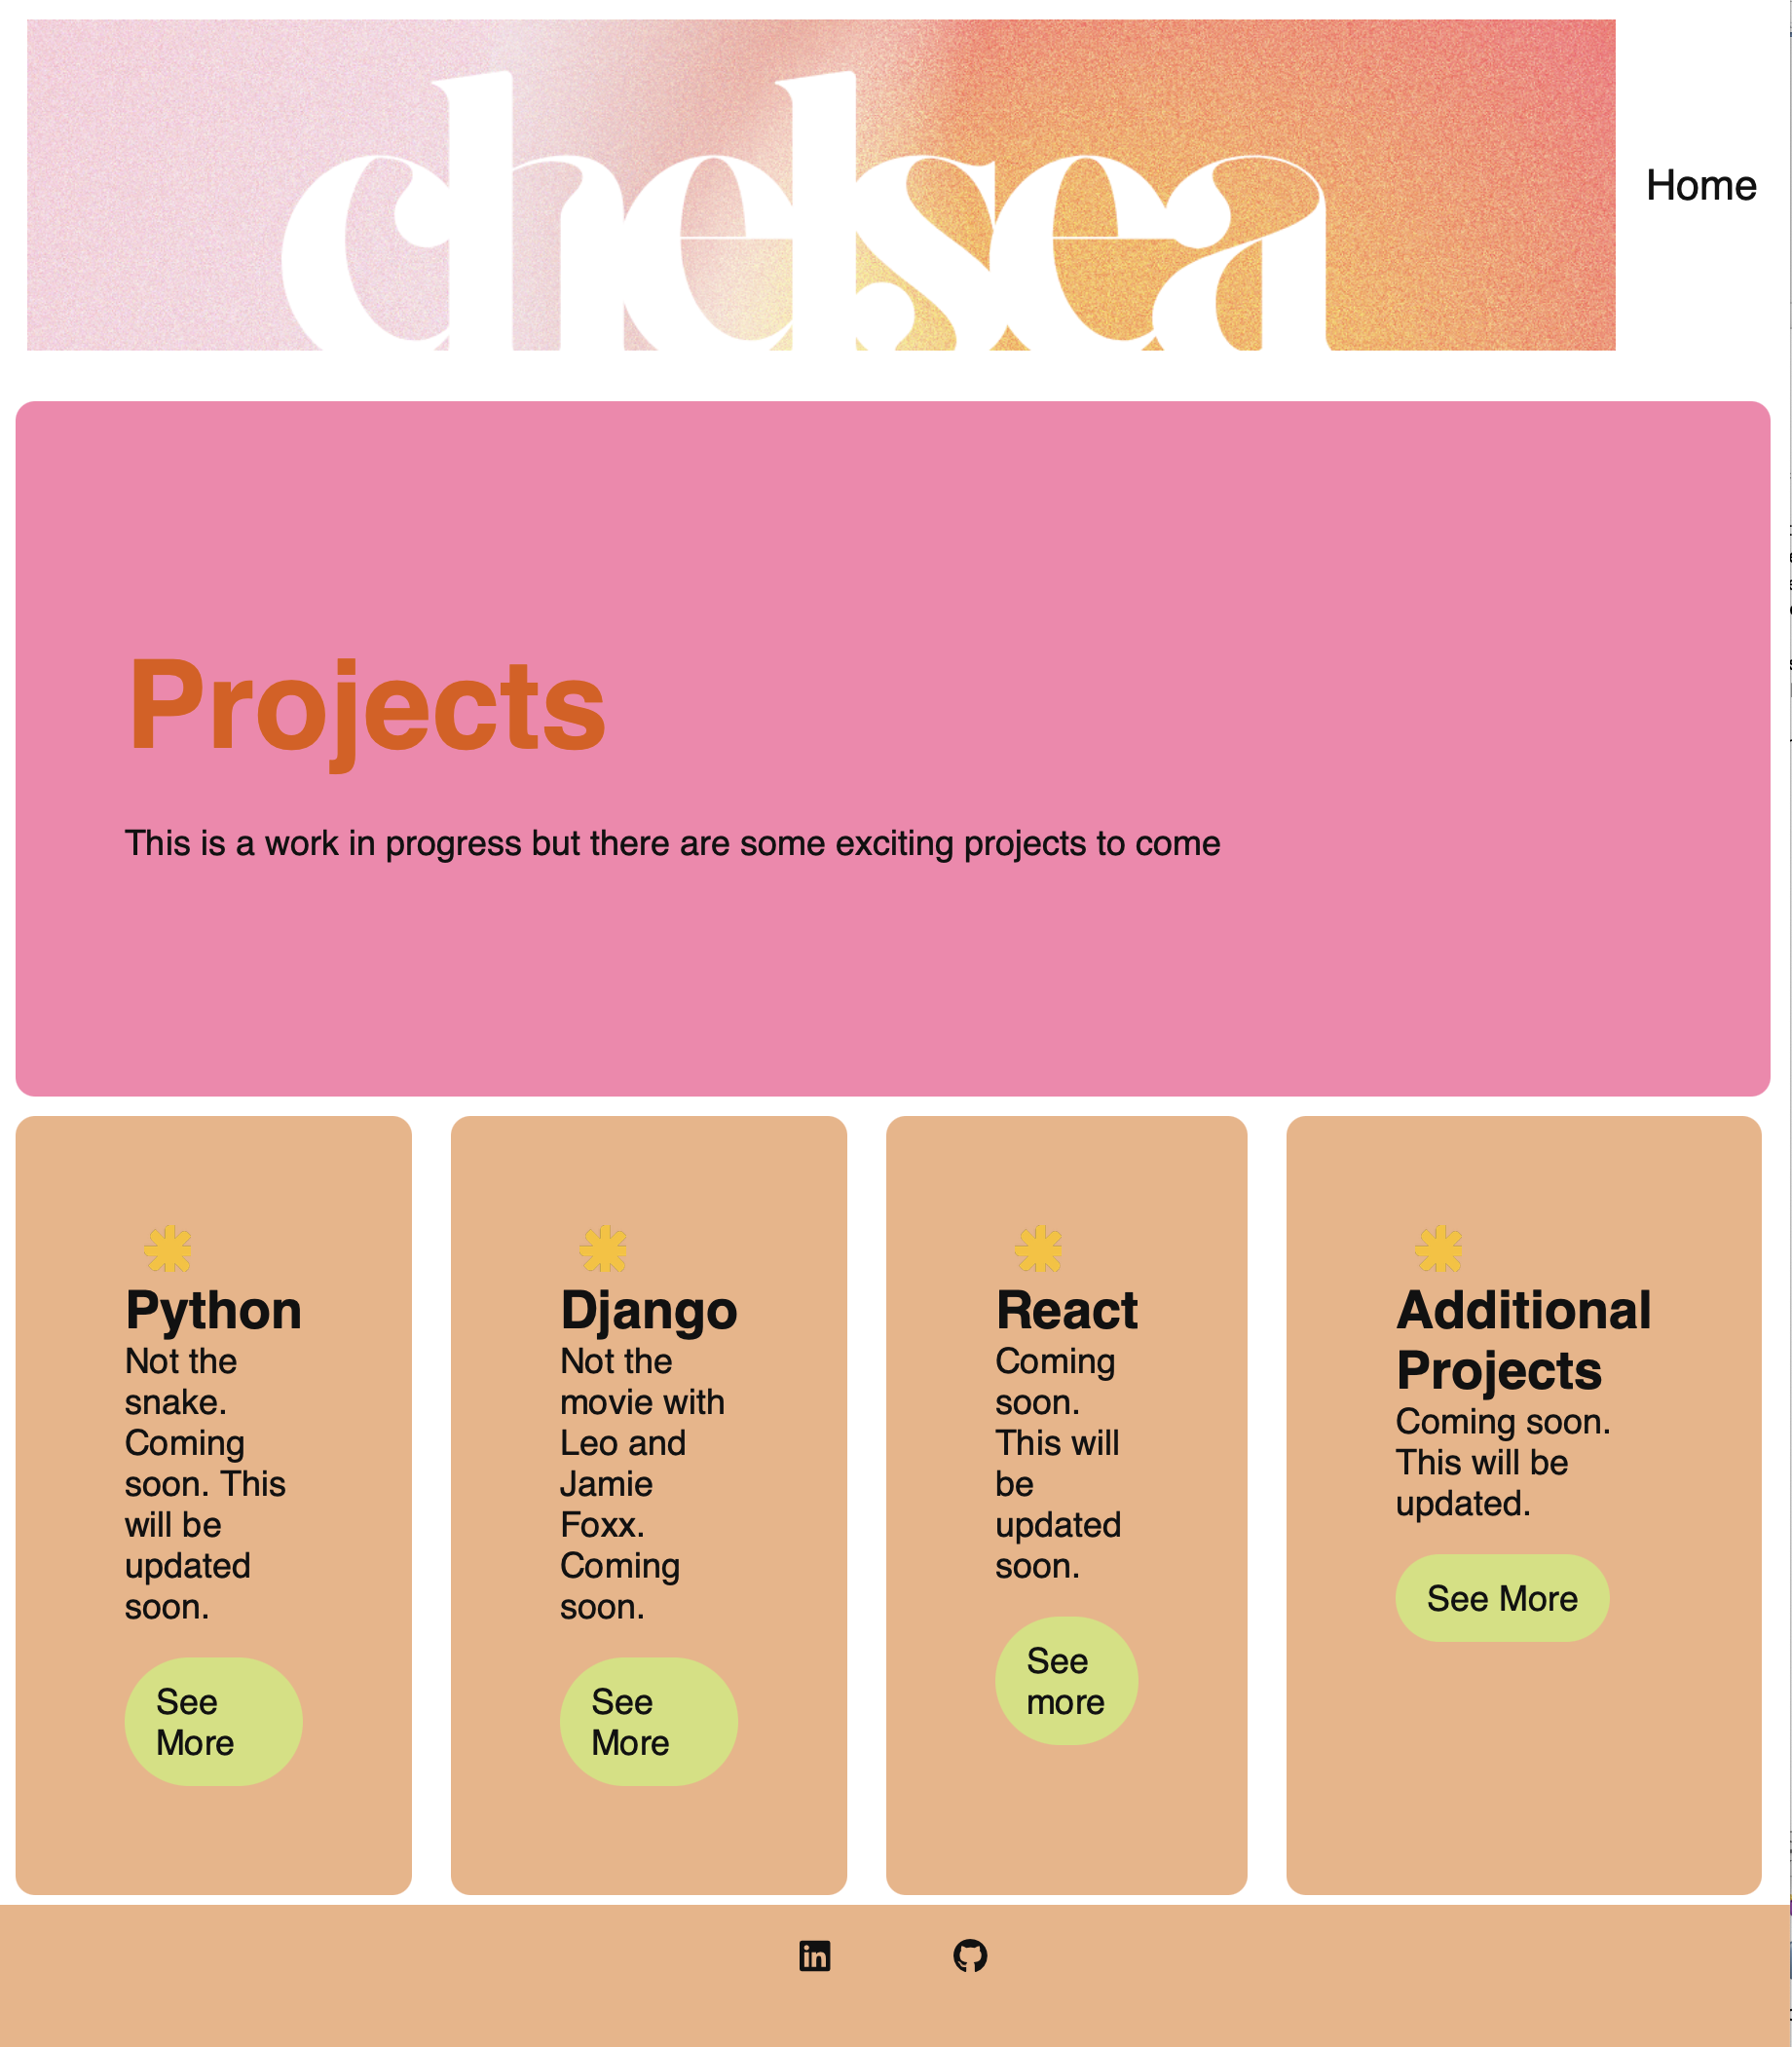 chelsea
Home
Projects
This is a work in progress but there are some exciting projects to come
Python
Not the
snake.
Coming
soon. This
will be
updated
soon.
See
More
Django
Not the
movie with
Leo and
Jamie
Foxx.
Coming
soon.
See
More
React
Coming
soon.
This will
be
updated
soon.
See
more
Additional
Projects
Coming soon.
This will be
updated.
See More
in